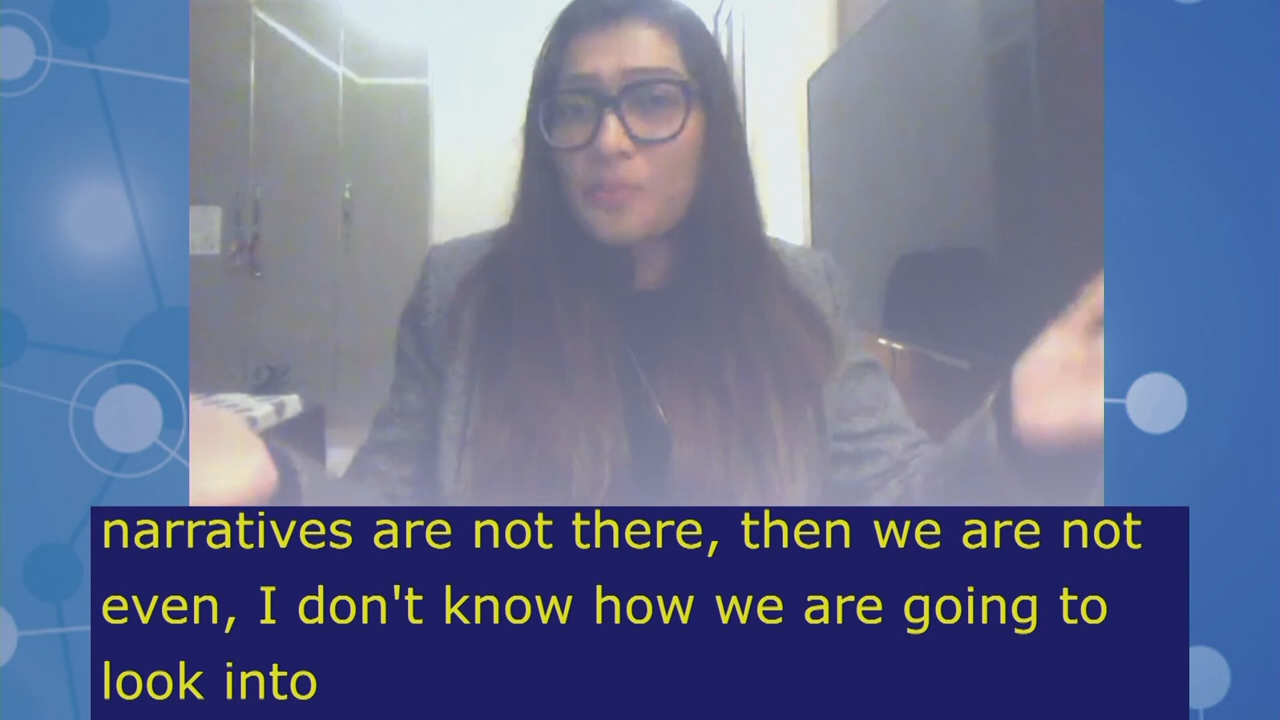 narratives are not there, then we are not
even, I don't know how we are going to
look into